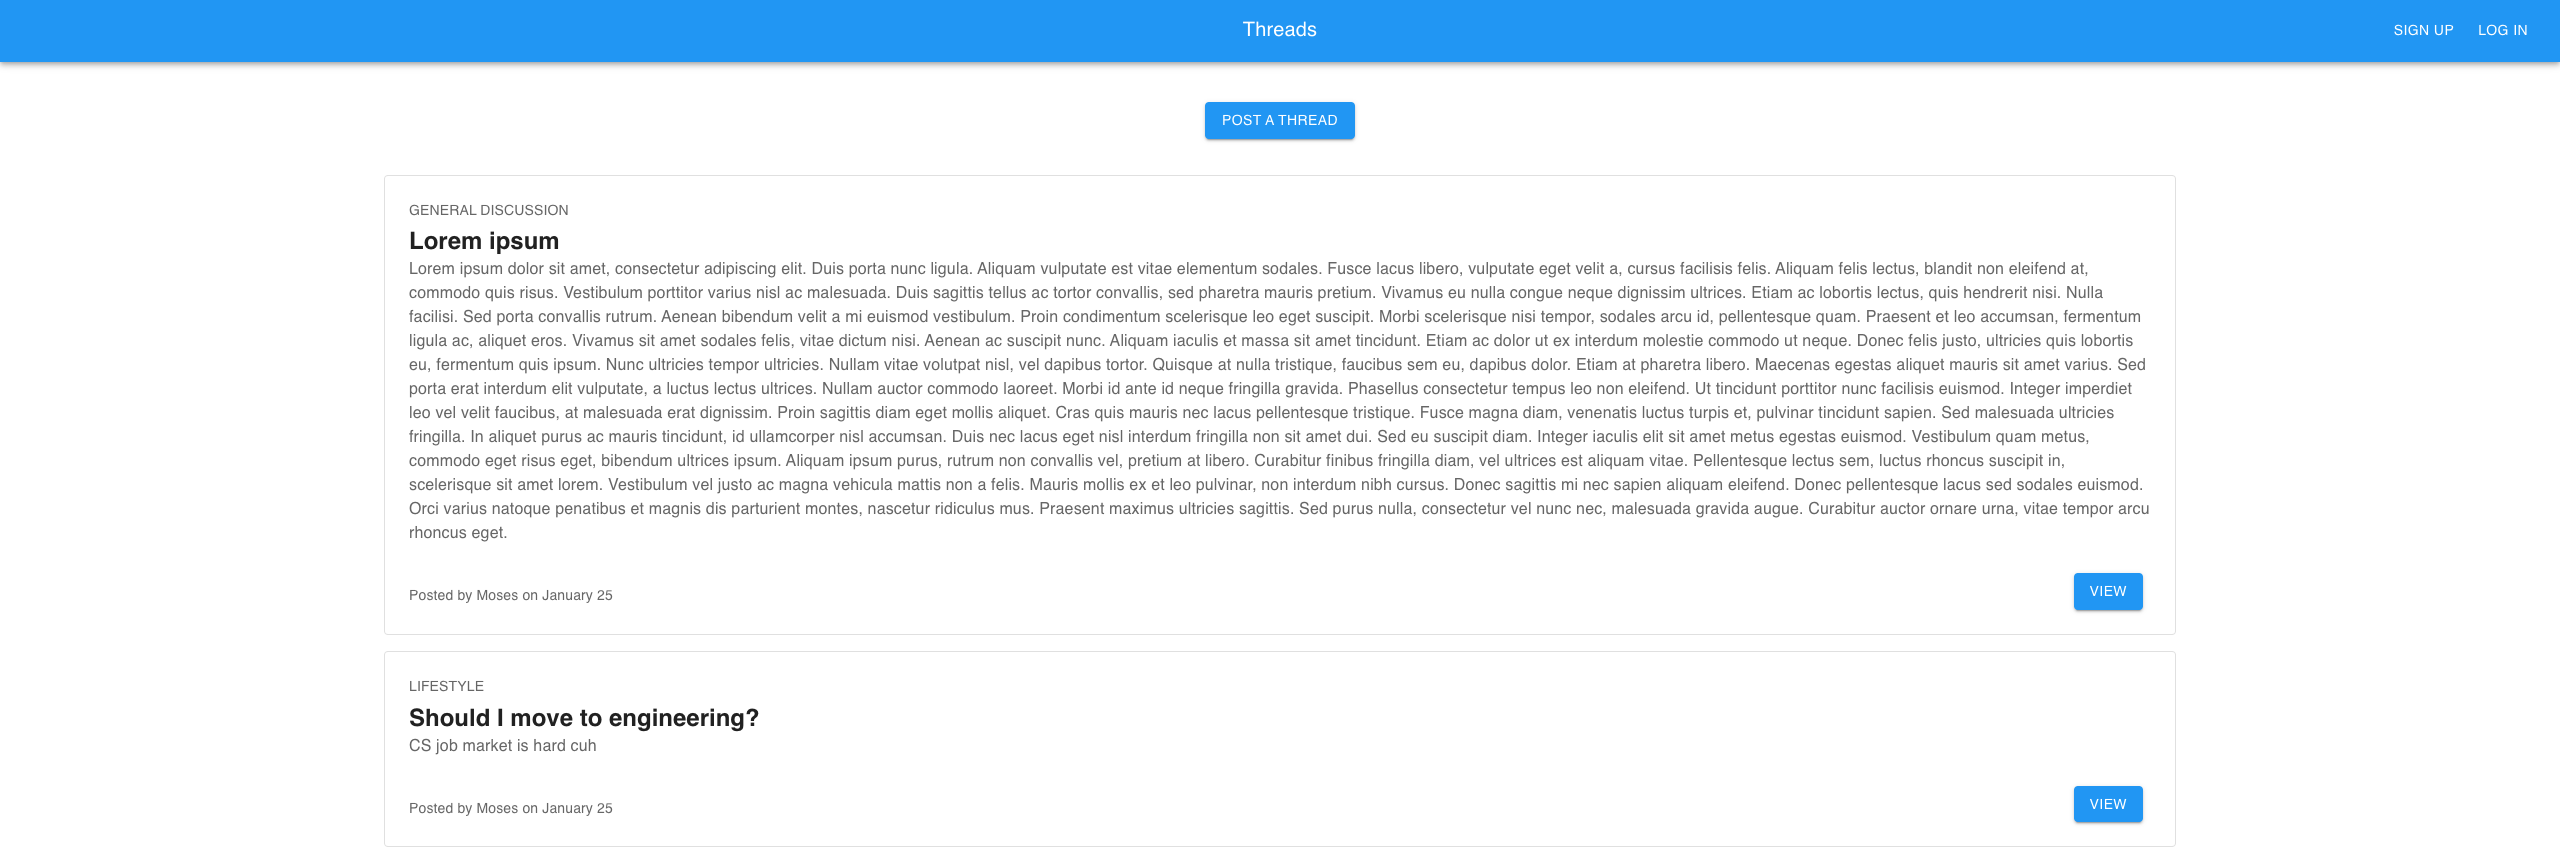 Threads
SIGN UP
LOG IN
POST A THREAD
GENERAL DISCUSSION
Lorem ipsum
Lorem ipsum dolor sit amet, consectetur adipiscing elit. Duis porta nunc ligula. Aliquam vulputate est vitae elementum sodales. Fusce lacus libero, vulputate eget velit a, cursus facilisis felis. Aliquam felis lectus, blandit non eleifend at,
commodo quis risus. Vestibulum porttitor varius nisl ac malesuada. Duis sagittis tellus ac tortor convallis, sed pharetra mauris pretium. Vivamus eu nulla congue neque dignissim ultrices. Etiam ac lobortis lectus, quis hendrerit nisi. Nulla
facilisi. Sed porta convallis rutrum. Aenean bibendum velit a mi euismod vestibulum. Proin condimentum scelerisque leo eget suscipit. Morbi scelerisque nisi tempor, sodales arcu id, pellentesque quam. Praesent et leo accumsan, fermentum
ligula ac, aliquet eros. Vivamus sit amet sodales felis, vitae dictum nisi. Aenean ac suscipit nunc. Aliquam iaculis et massa sit amet tincidunt. Etiam ac dolor ut ex interdum molestie commodo ut neque. Donec felis justo, ultricies quis lobortis
eu, fermentum quis ipsum. Nunc ultricies tempor ultricies. Nullam vitae volutpat nisl, vel dapibus tortor. Quisque at nulla tristique, faucibus sem eu, dapibus dolor. Etiam at pharetra libero. Maecenas egestas aliquet mauris sit amet varius. Sed
porta erat interdum elit vulputate, a luctus lectus ultrices. Nullam auctor commodo laoreet. Morbi id ante id neque fringilla gravida. Phasellus consectetur tempus leo non eleifend. Ut tincidunt porttitor nunc facilisis euismod. Integer imperdiet
leo vel velit faucibus, at malesuada erat dignissim. Proin sagittis diam eget mollis aliquet. Cras quis mauris nec lacus pellentesque tristique. Fusce magna diam, venenatis luctus turpis et, pulvinar tincidunt sapien. Sed malesuada ultricies
fringilla. In aliquet purus ac mauris tincidunt, id ullamcorper nisl accumsan. Duis nec lacus eget nisl interdum fringilla non sit amet dui. Sed eu suscipit diam. Integer iaculis elit sit amet metus egestas euismod. Vestibulum quam metus,
commodo eget risus eget, bibendum ultrices ipsum. Aliquam ipsum purus, rutrum non convallis vel, pretium at libero. Curabitur finibus fringilla diam, vel ultrices est aliquam vitae. Pellentesque lectus sem, luctus rhoncus suscipit in,
scelerisque sit amet lorem. Vestibulum vel justo ac magna vehicula mattis non a felis. Mauris mollis ex et leo pulvinar, non interdum nibh cursus. Donec sagittis mi nec sapien aliquam eleifend. Donec pellentesque lacus sed sodales euismod.
Orci varius natoque penatibus et magnis dis parturient montes, nascetur ridiculus mus. Praesent maximus ultricies sagittis. Sed purus nulla, consectetur vel nunc nec, malesuada gravida augue. Curabitur auctor ornare urna, vitae tempor arcu
rhoncus eget.
Posted by Moses on January 25
VIEW
LIFESTYLE
Should I move to engineering?
CS job market is hard cuh
Posted by Moses on January 25
VIEW